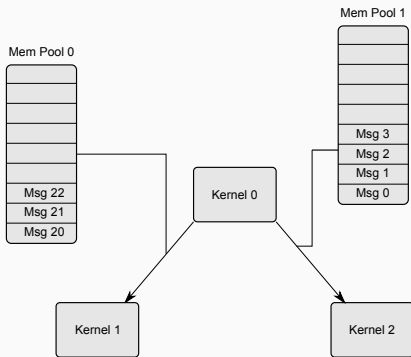 Mem Pool 1
Mem Pool 0
Msg 3
Msg 2
Msg 1
Msg 0
Msg 22
Msg 21
Msg 20
Kernel 0
Kernel 1
Kernel 2